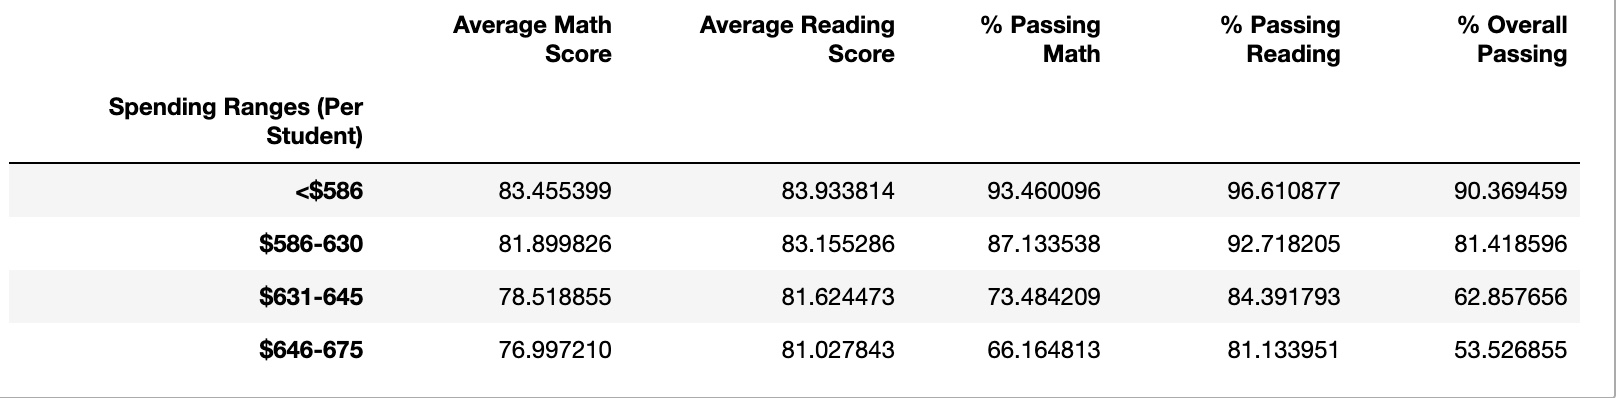 Average Math Average Reading % Passing % Passing % Overall
Score Score Math Reading Passing
Spending Ranges (Per
Student)
<$586 83.455399 83.933814 93.460096 96.610877 90.369459
$586-630 81.899826 83.155286 87.133538 92.718205 81.418596
$631-645 78.518855 81.624473 73.484209 84.391793 62.857656
$646-675 76.997210 81.027843 66.164813 81.133951 53.526855